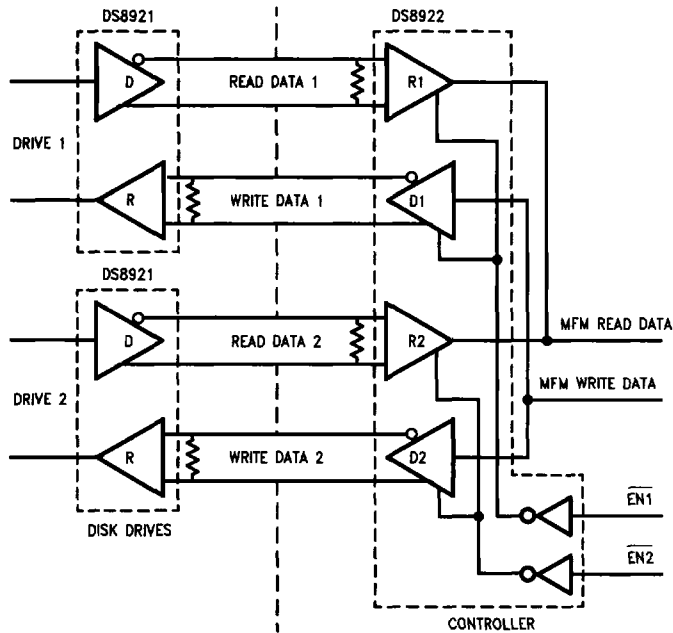 DS8921
DS8922
D
READ DATA 1
R1
DRIVE 1
R
WRITE DATA 1
D1
DS8921
D
READ DATA 2
R2
MFM READ DATA
MFM WRITE DATA
DRIVE 2
R
WRITE DATA 2
D2
EN1
DISK DRIVES
EN2
CONTROLLER